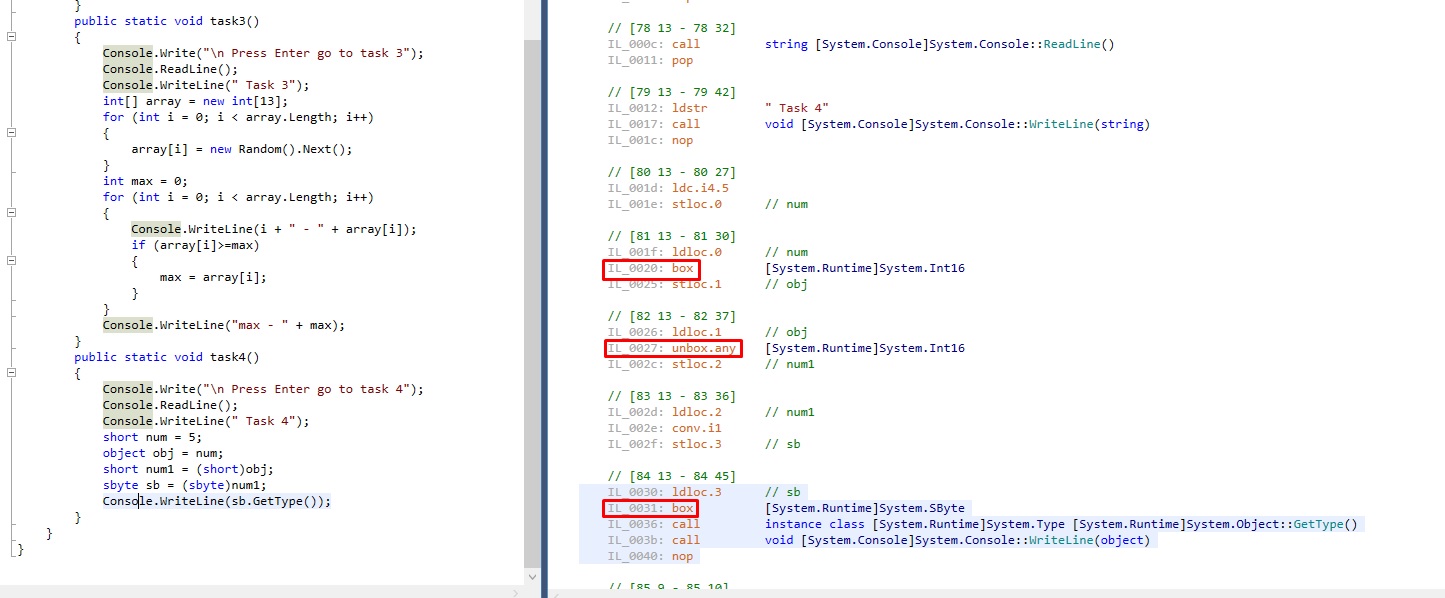 }
public static void task3()
{
Console.Write("\n Press Enter go to task 3");
Console.ReadLine();
Console.WriteLine(" Task 3");
int[] array = new int[13];
for (int i = 0; i < array.Length; i++)
{
array[i] = new Random().Next();
}
int max = 0;
for (int i = 0; i < array.Length; i++)
{
Console.WriteLine(i + " - " + array[i]);
if (array[i]>=max)
{
max = array[i];
}
}
Console.WriteLine("max - " + max);
}
public static void task4()
{
Console.Write("\n Press Enter go to task 4");
Console.ReadLine();
Console.WriteLine(" Task 4");
short num = 5;
object obj = num;
short num1 = (short)obj;
sbyte sb = (sbyte)num1;
Console.WriteLine(sb.GetType());
}
}
}
// [78 13 - 78 32]
IL_000c: call string [System.Console]System.Console::ReadLine()
IL_0011: pop
// [79 13 - 79 42]
IL_0012: ldstr " Task 4"
IL_0017: call void [System.Console]System.Console::WriteLine(string)
IL_001c: nop
// [80 13 - 80 27]
IL_001d: ldc.i4.5
IL_001e: stloc.0 // num
// [81 13 - 81 30]
IL_001f: ldloc.0 // num
IL_0020: box [System.Runtime]System.Int16
IL_0025: stloc.1 // obj
// [82 13 - 82 37]
IL_0026: ldloc.1 // obj
IL_0027: unbox.any [System.Runtime]System.Int16
IL_002c: stloc.2 // num1
// [83 13 - 83 36]
IL_002d: ldloc.2 // num1
IL_002e: conv.i1
IL_002f: stloc.3 // sb
// [84 13 - 84 45]
IL_0030: ldloc.3 // sb
IL_0031: box [System.Runtime]System.SByte
IL_0036: call instance class [System.Runtime]System.Type [System.Runtime]System.Object::GetType()
IL_003b: call void [System.Console]System.Console::WriteLine(object)
IL_0040: nop
// [85 9 - 85 10]